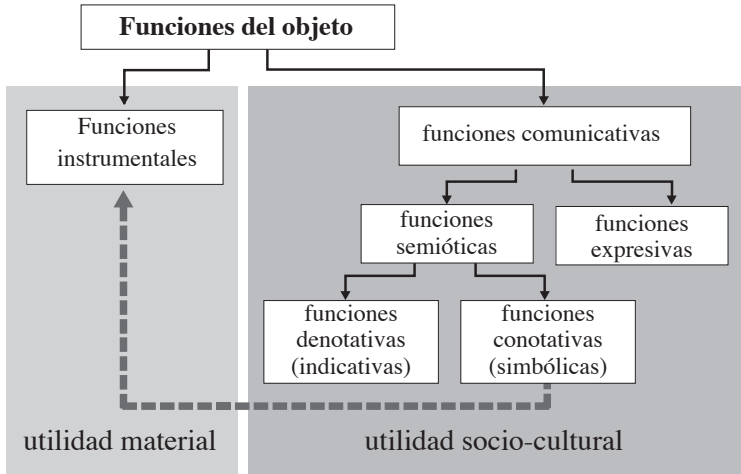 Funciones del objeto
Funciones
instrumentales
funciones comunicativas
funciones
semióticas
funciones
expresivas
funciones
denotativas
(indicativas)
funciones
conotativas
(simbólicas)
utilidad material
utilidad socio-cultural